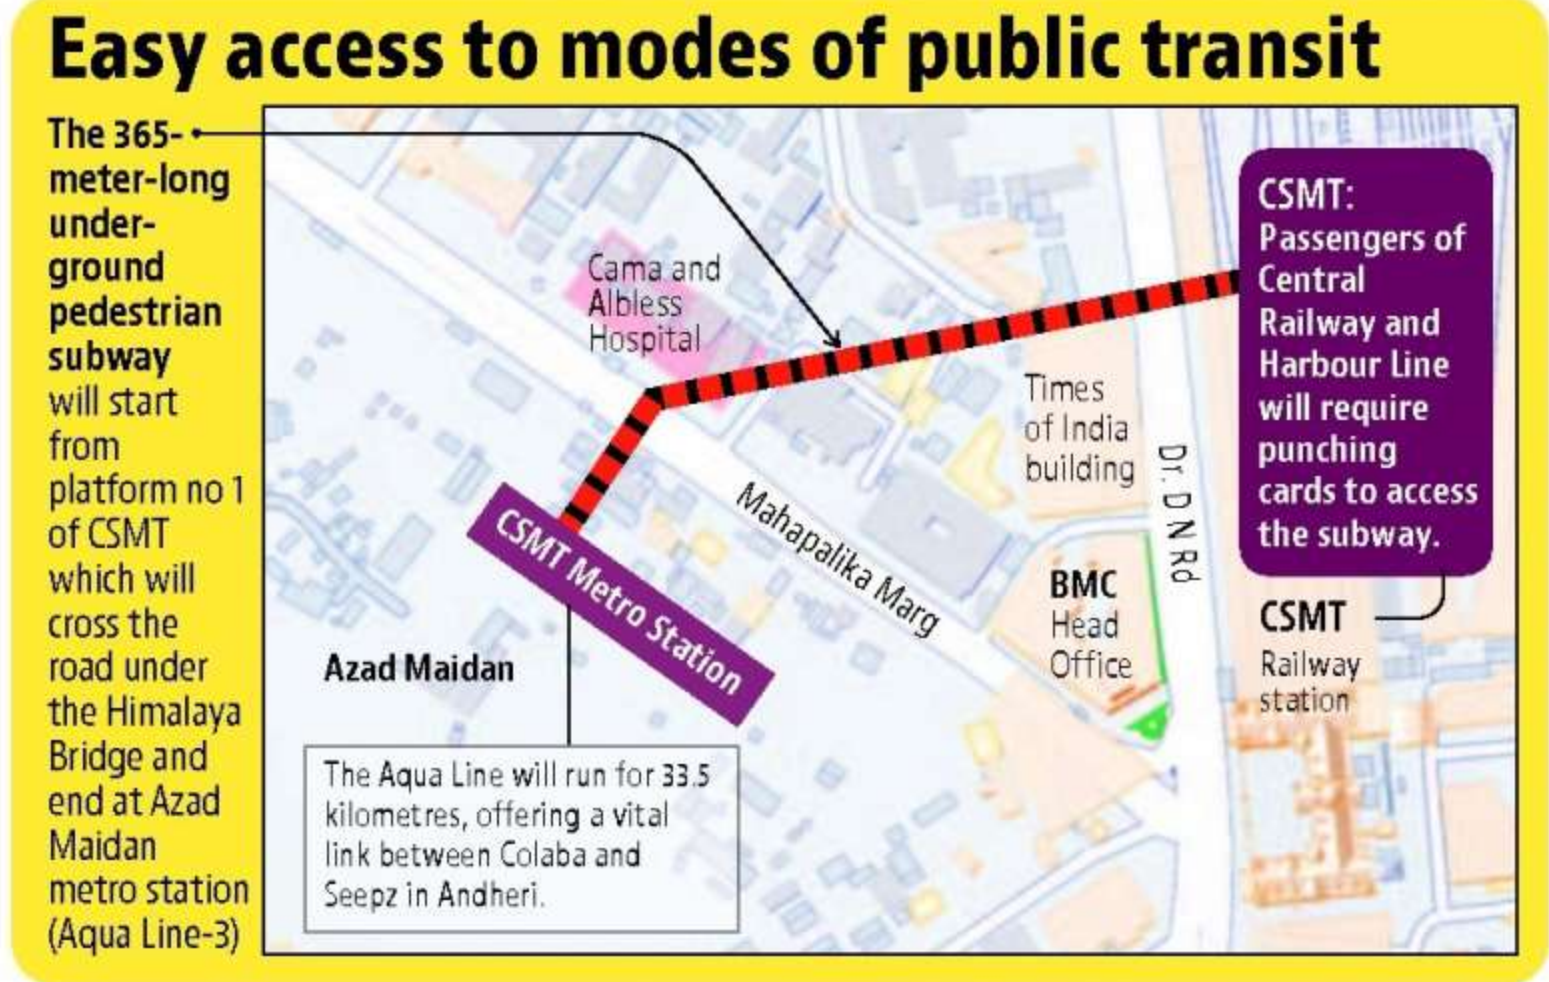 Easy access to modes of public transit
The 365-
meter-long
under-
ground
pedestrian
subway
will start
from
platform no 1
of CSMT
which will
cross the
road under
the Himalaya
Bridge and
end at Azad
Maidan
metro station
(Aqua Line-3)
Cama and
Albless
Hospital
CSMT:
Passengers of
Central
Railway and
Harbour Line
will require
punching
cards to access
the subway.
Times
of India
building
Dr. D N Rd
Mahapalika Marg
CSMT Metro Station
BMC
Head
Office
CSMT
Railway
station
Azad Maidan
The Aqua Line will run for 33.5
kilometres, offering a vital
link between Colaba and
Seepz in Andheri.